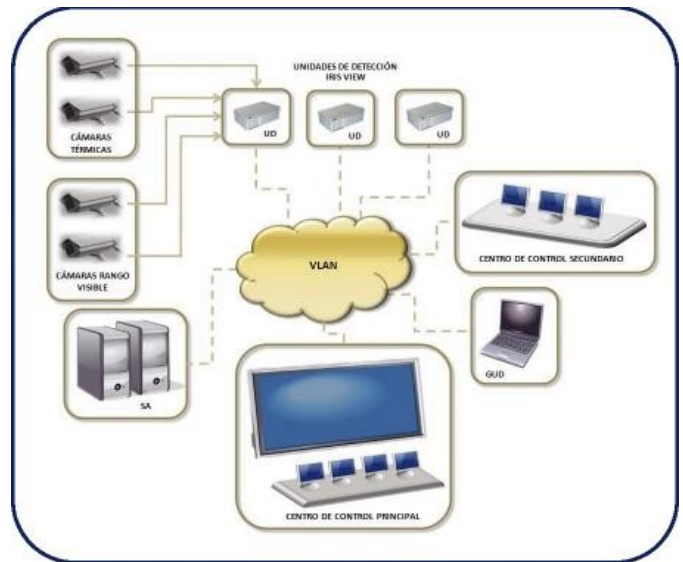 UNIDADES DE DETECCIÓN
IRIS VIEW
UD
UD
UD
CÁMARAS
TÉRMICAS
CÁMARAS RANGO
VISIBLE
VLAN
CENTRO DE CONTROL SECUNDARIO
SA
GUD
CENTRO DE CONTROL PRINCIPAL